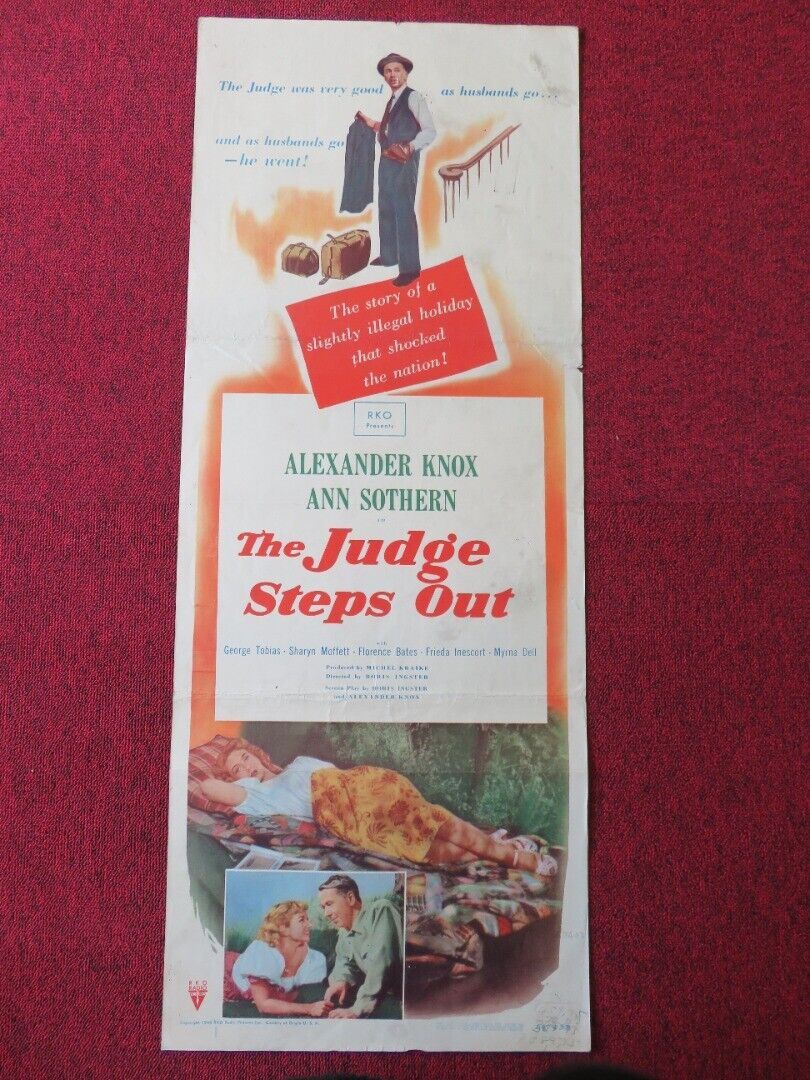 The Judge was very good as husbands go...
and as husbands go
—he went!
The story of a
slightly illegal holiday
that shocked
the nation!
RKO
Presents
ALEXANDER KNOX
ANN SOTHERN
in
The Judge
Steps Out
with
George Tobias · Sharyn Moffett · Florence Bates · Frieda Inescort · Myrna Dell
Produced by MICHEL KRAIKE
Directed by BORIS INGSTER
Screen Play by BORIS INGSTER
and ALEXANDER KNOX
RKO
RADIO